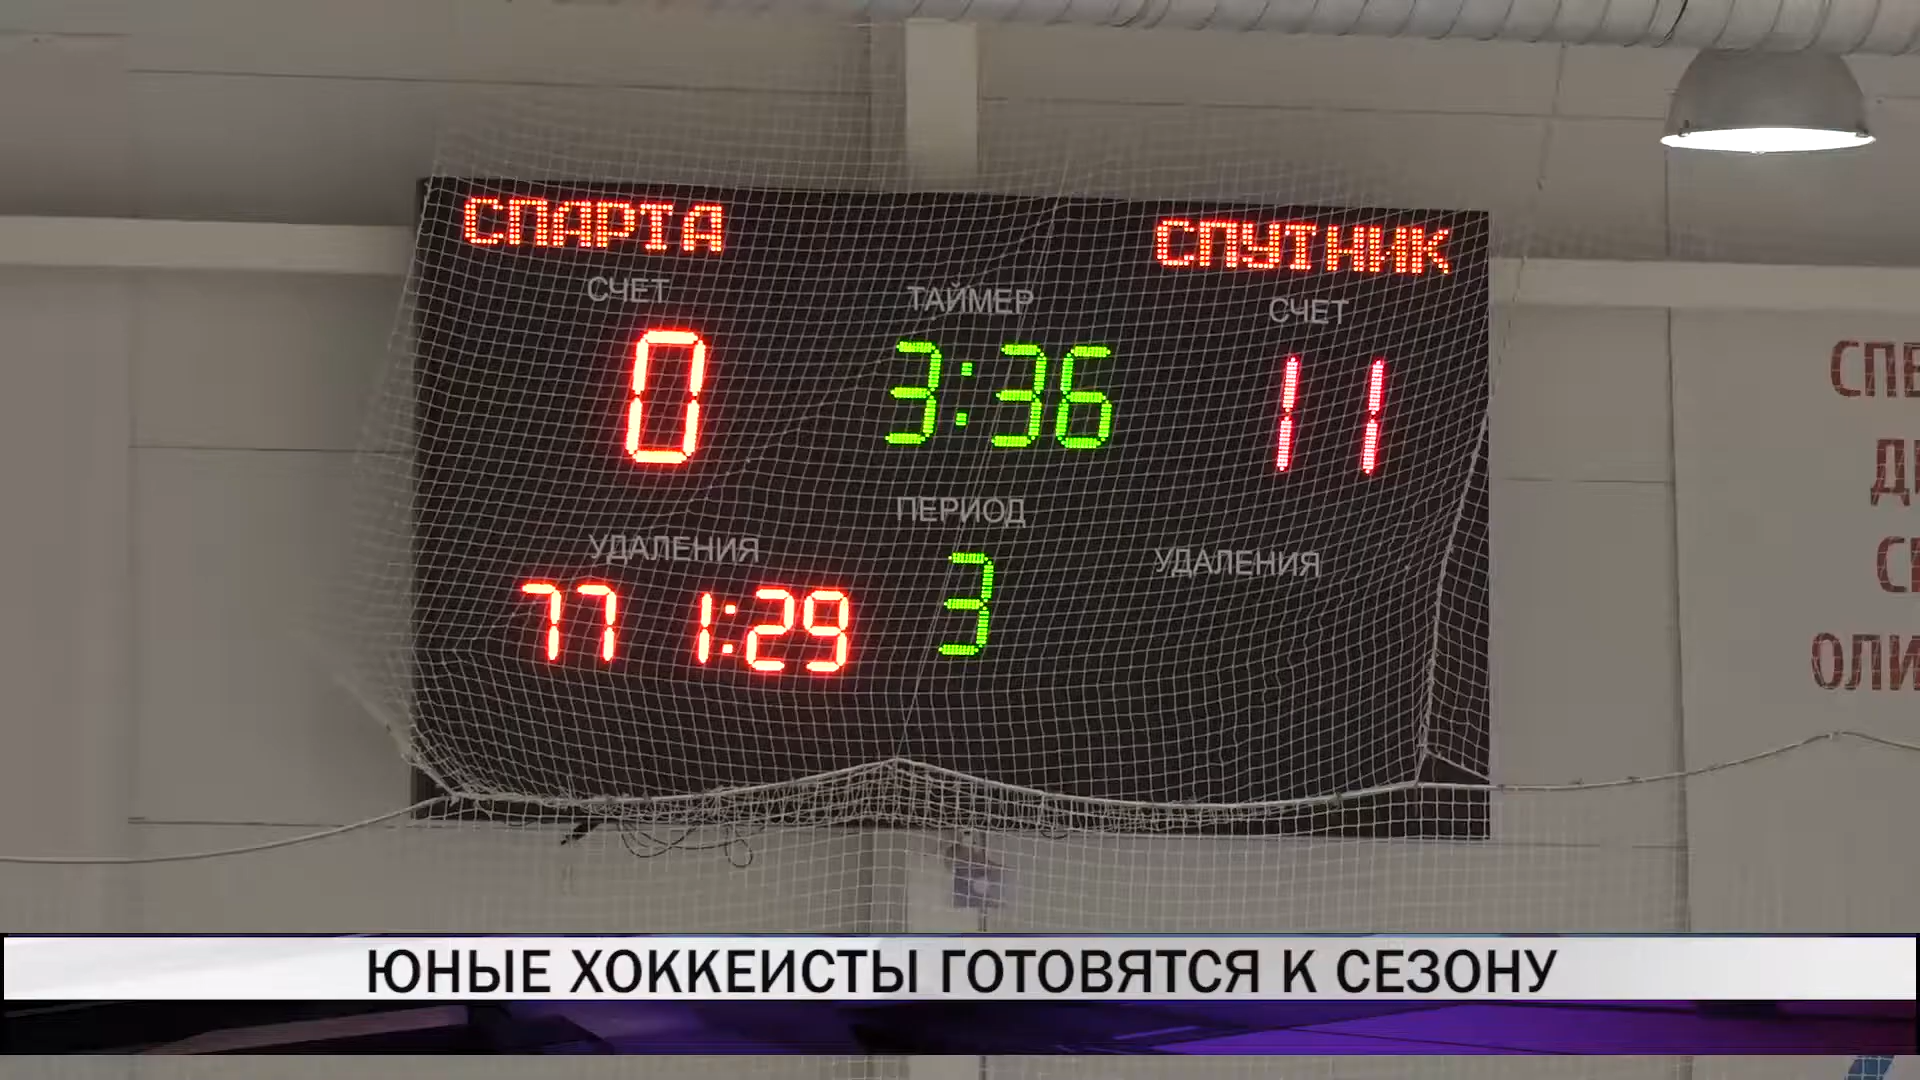 СПАРТА
СПУТНИК
СЧЕТ
ТАЙМЕР
СЧЕТ
0
3:36
11
ПЕРИОД
УДАЛЕНИЯ
УДАЛЕНИЯ
77 1:29
3
ЮНЫЕ ХОККЕИСТЫ ГОТОВЯТСЯ К СЕЗОНУ